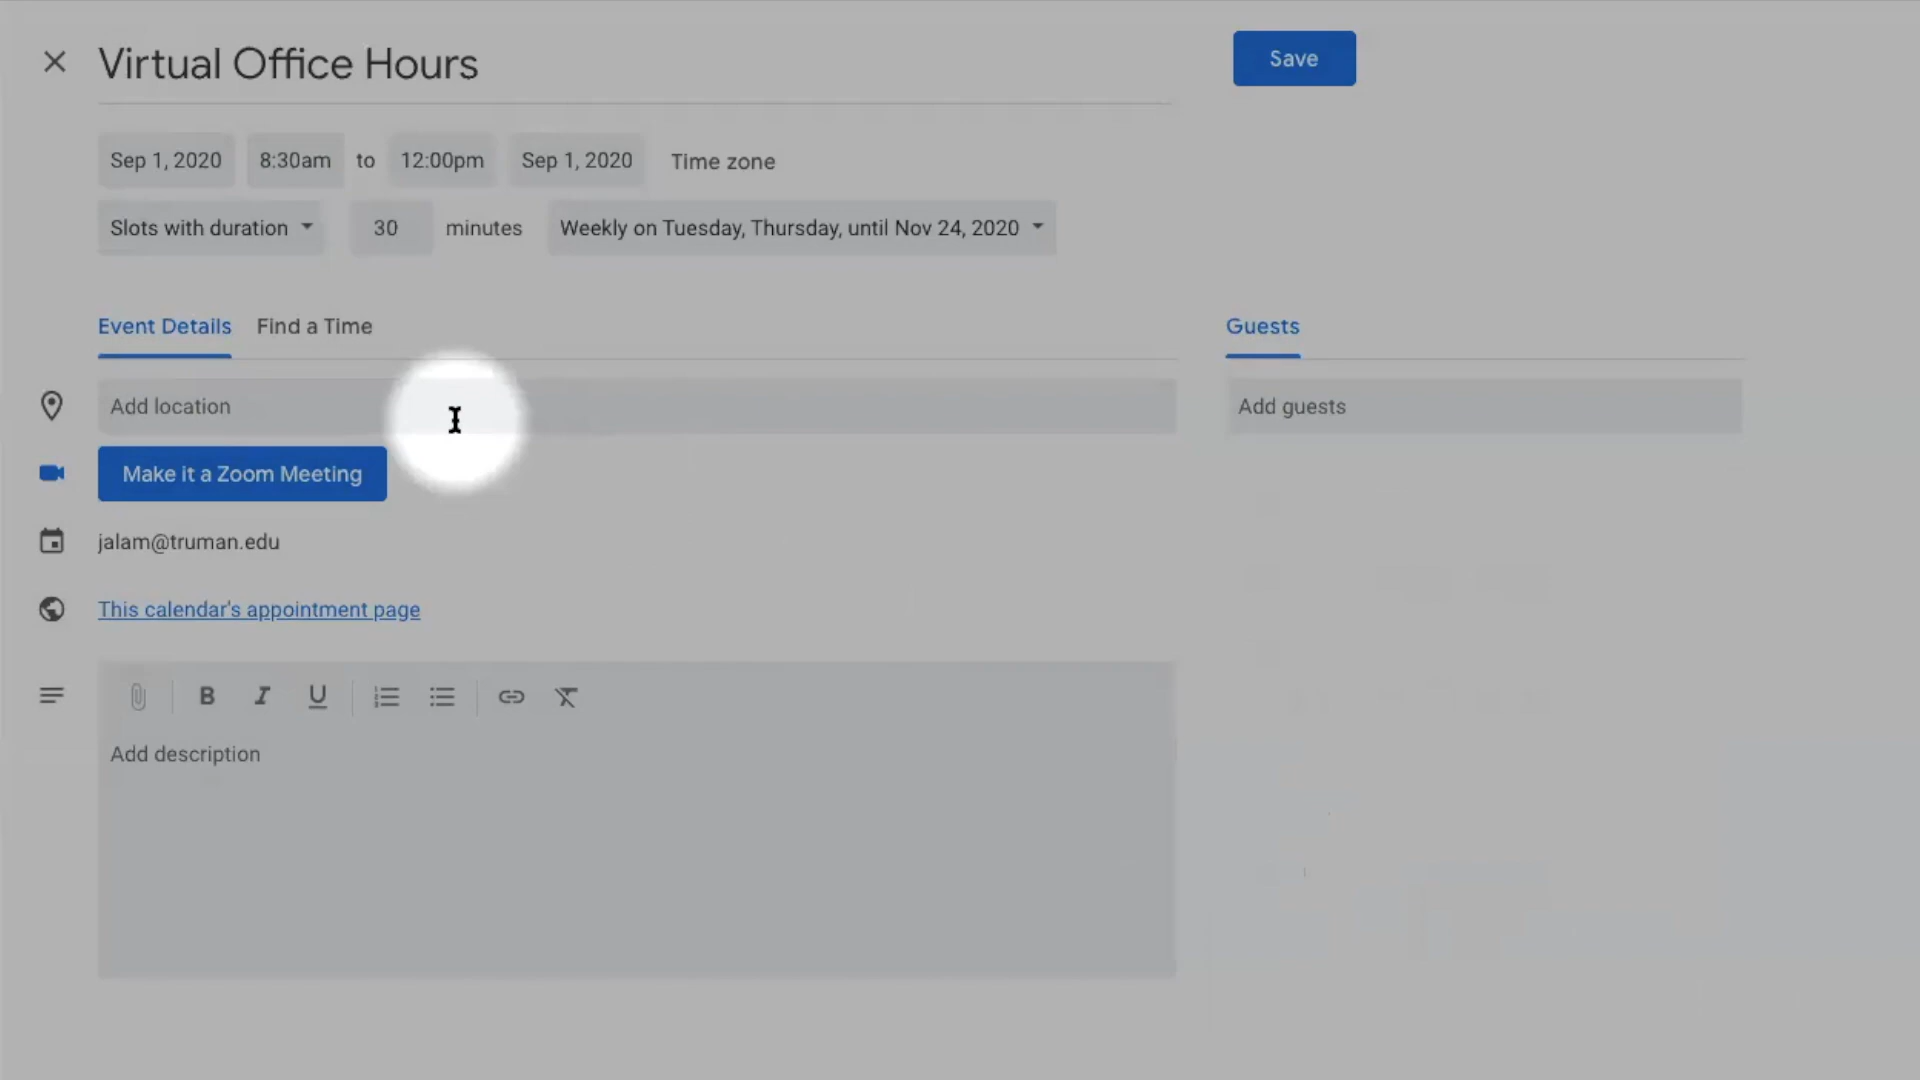 Virtual Office Hours
Save
Sep 1, 2020 8:30am to 12:00pm Sep 1, 2020 Time zone
Slots with duration 30 minutes Weekly on Tuesday, Thursday, until Nov 24, 2020
Event Details Find a Time
Guests
Add location
Add guests
Make it a Zoom Meeting
jalam@truman.edu
This calendar's appointment page
B I U
Add description